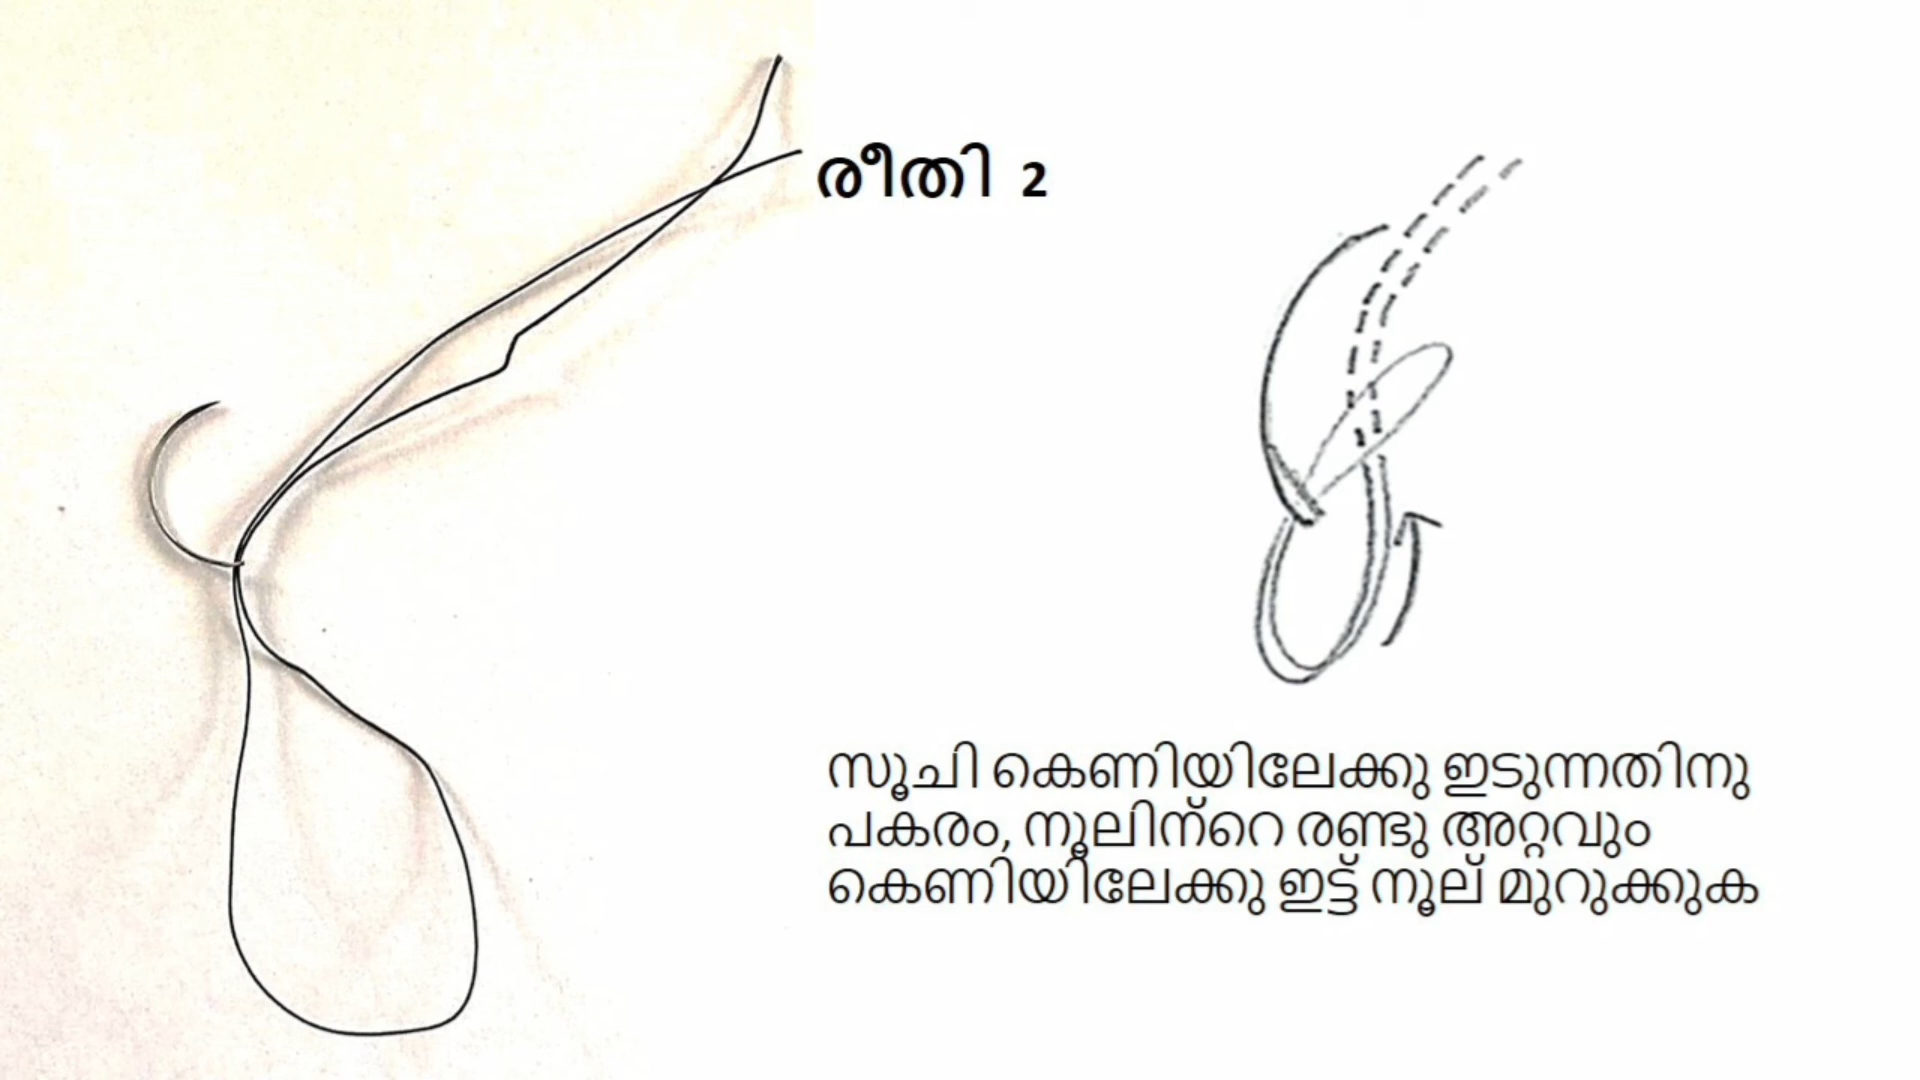 രീതി 2
സൂചി കെണിയിലേക്കു ഇടുന്നതിനു
പകരം, നൂലിന്റെ രണ്ടു അറ്റവും
കെണിയിലേക്കു ഇട്ട് നൂല് മുറുക്കുക